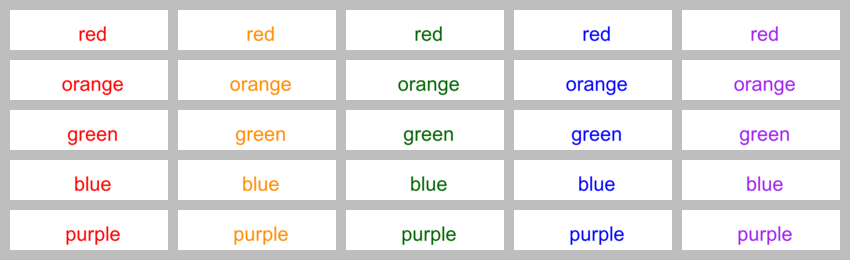 red red red red red
orange orange orange orange orange
green green green green green
blue blue blue blue blue
purple purple purple purple purple